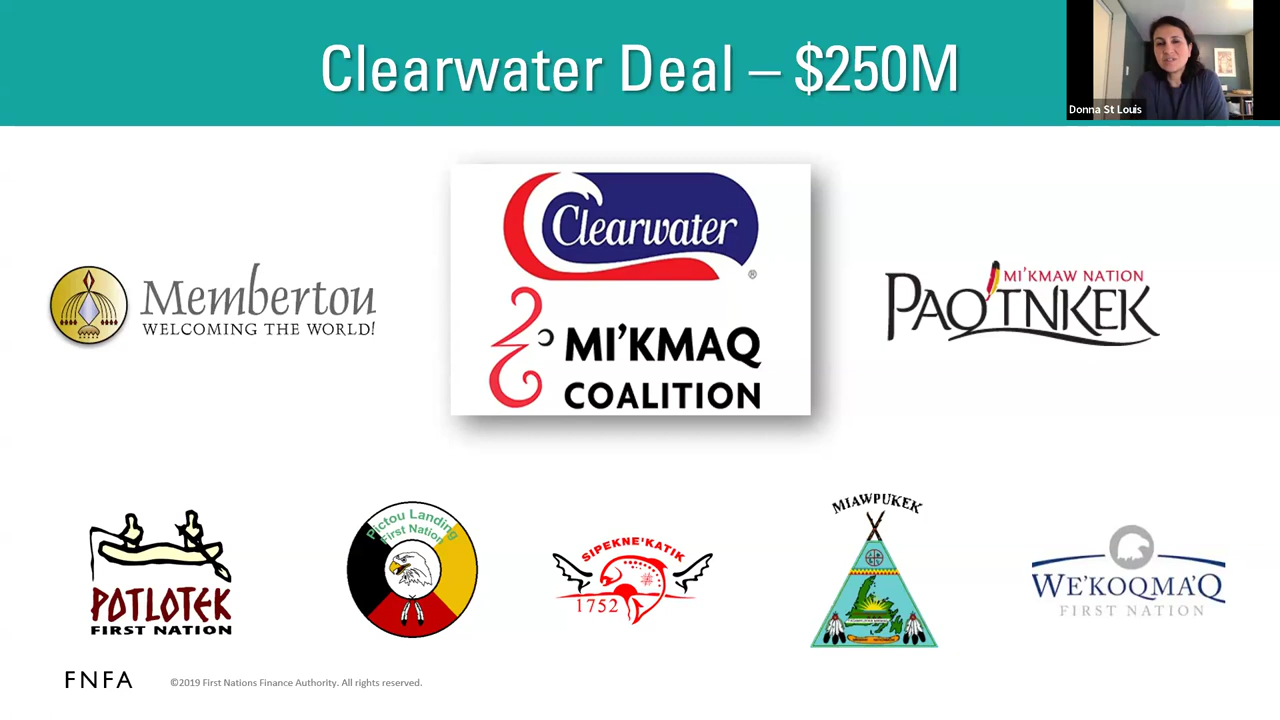 Clearwater Deal – $250M
Donna St Louis
Clearwater
®
MI’KMAQ
COALITION
Membertou
WELCOMING THE WORLD!
MI’KMAW NATION
PAQ’TNKEK
POTLOTEK
FIRST NATION
Pictou Landing
First Nation
SIPEKNE’KATIK
1752
MIAWPUKEK
WE’KOQMA’Q
FIRST NATION
FNFA
©2019 First Nations Finance Authority. All rights reserved.